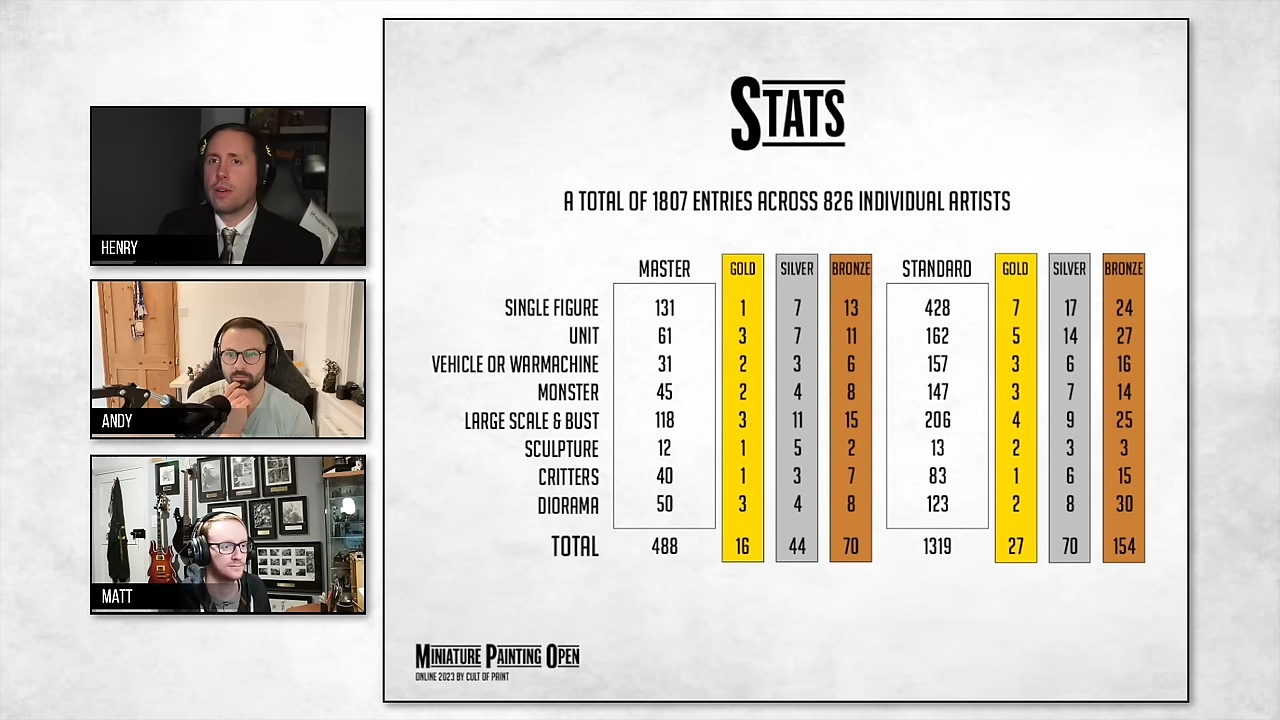 STATS
A TOTAL OF 1807 ENTRIES ACROSS 826 INDIVIDUAL ARTISTS
MASTER GOLD SILVER BRONZE STANDARD GOLD SILVER BRONZE
SINGLE FIGURE 131 1 7 13 428 7 17 24
UNIT 61 3 7 11 162 5 14 27
VEHICLE OR WARMACHINE 31 2 3 6 157 3 6 16
MONSTER 45 2 4 8 147 3 7 14
LARGE SCALE & BUST 118 3 11 15 206 4 9 25
SCULPTURE 12 1 5 2 13 2 3 3
CRITTERS 40 1 3 7 83 1 6 15
DIORAMA 50 3 4 8 123 2 8 30
TOTAL 488 16 44 70 1319 27 70 154
MINIATURE PAINTING OPEN
ONLINE 2023 BY CULT OF PAINT
HENRY
ANDY
MATT